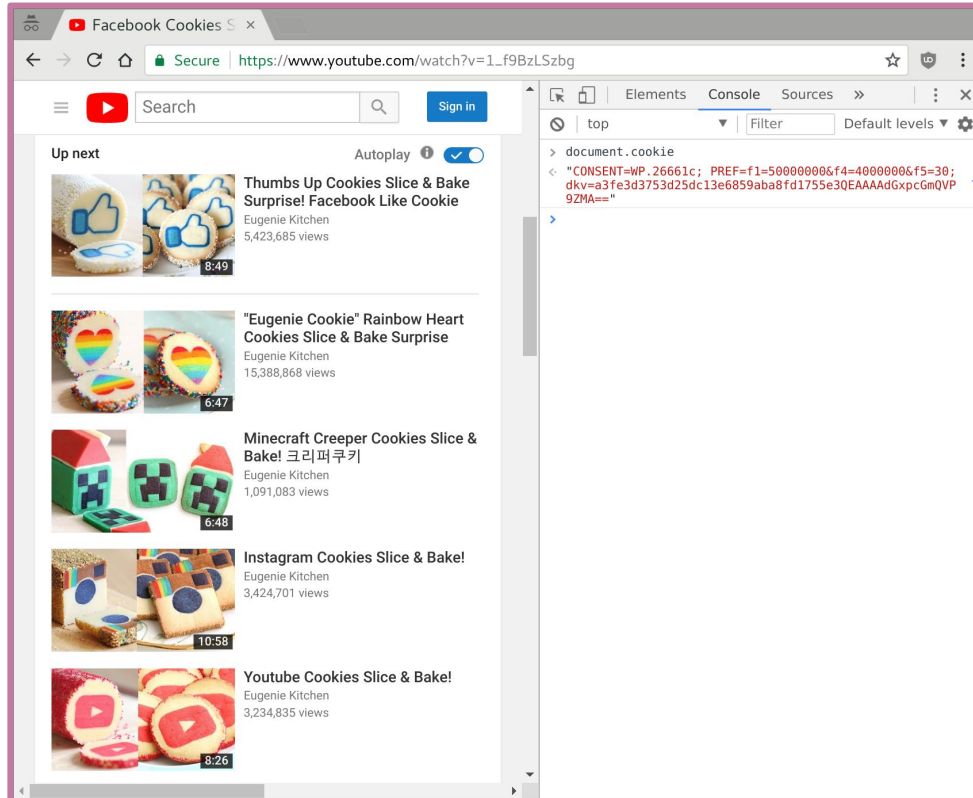 Facebook Cookies S
Secure
https://www.youtube.com/watch?v=1_f9BzLSzbg
Search
Sign in
Up next
Autoplay
Thumbs Up Cookies Slice & Bake
Surprise! Facebook Like Cookie
Eugenie Kitchen
5,423,685 views
8:49
"Eugenie Cookie" Rainbow Heart
Cookies Slice & Bake Surprise
Eugenie Kitchen
15,388,868 views
6:47
Minecraft Creeper Cookies Slice &
Bake! 크리퍼쿠키
Eugenie Kitchen
1,091,083 views
6:48
Instagram Cookies Slice & Bake!
Eugenie Kitchen
3,424,701 views
10:58
Youtube Cookies Slice & Bake!
Eugenie Kitchen
3,234,835 views
8:26
Elements Console Sources »
top Filter Default levels
> document.cookie
"CONSENT=WP.26661c; PREF=f1=50000000&f4=4000000&f5=30;
dkv=a3fe3d3753d25dc13e6859aba8fd1755e3QEAAAAdGxpcGmQVP
9ZMA=="
>